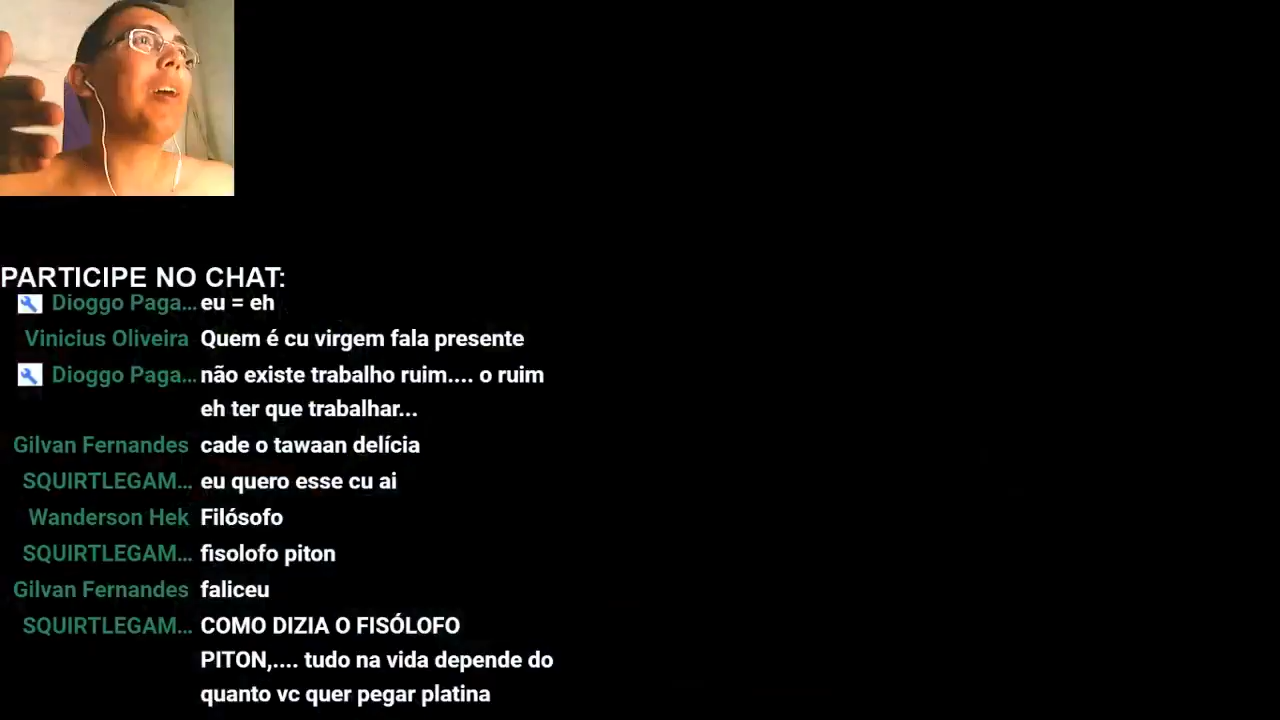 PARTICIPE NO CHAT:
Dioggo Paga... eu = eh
Vinicius Oliveira Quem é cu virgem fala presente
Dioggo Paga... não existe trabalho ruim.... o ruim
eh ter que trabalhar...
Gilvan Fernandes cade o tawaan delícia
SQUIRTLEGAM... eu quero esse cu ai
Wanderson Hek Filósofo
SQUIRTLEGAM... fisolofo piton
Gilvan Fernandes faliceu
SQUIRTLEGAM... COMO DIZIA O FISÓLOFO
PITON,.... tudo na vida depende do
quanto vc quer pegar platina